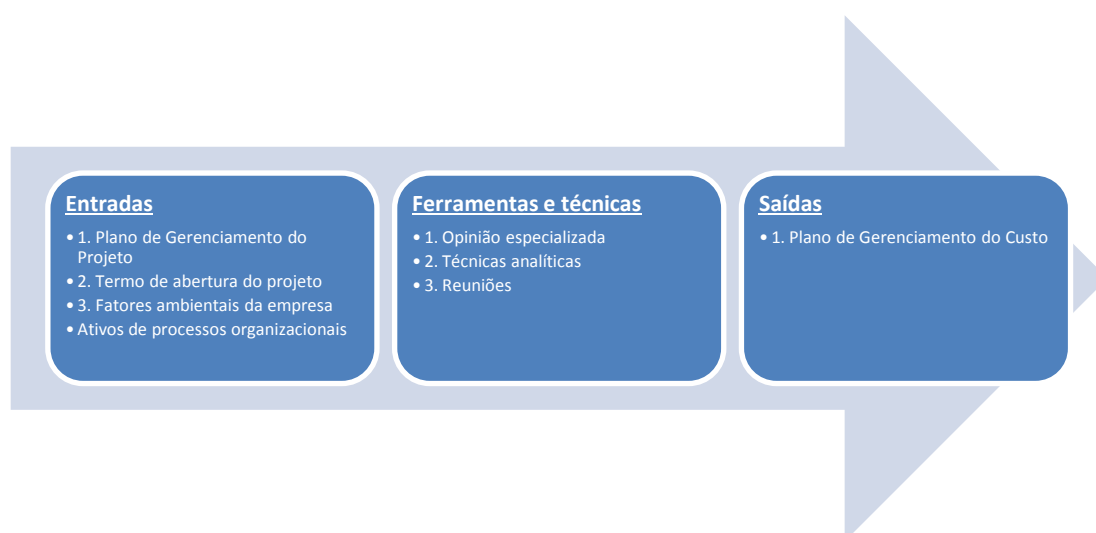 Entradas
• 1. Plano de Gerenciamento do
Projeto
• 2. Termo de abertura do projeto
• 3. Fatores ambientais da empresa
• Ativos de processos organizacionais
Ferramentas e técnicas
• 1. Opinião especializada
• 2. Técnicas analíticas
• 3. Reuniões
Saídas
• 1. Plano de Gerenciamento do Custo